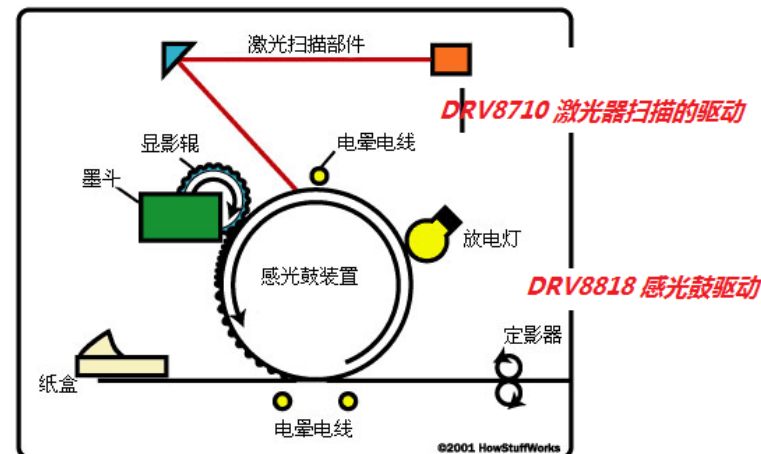 激光扫描部件
DRV8710 激光器扫描的驱动
显影辊
电晕电线
墨斗
放电灯
感光鼓装置
DRV8818 感光鼓驱动
定影器
纸盒
电晕电线
©2001 HowStuffWorks